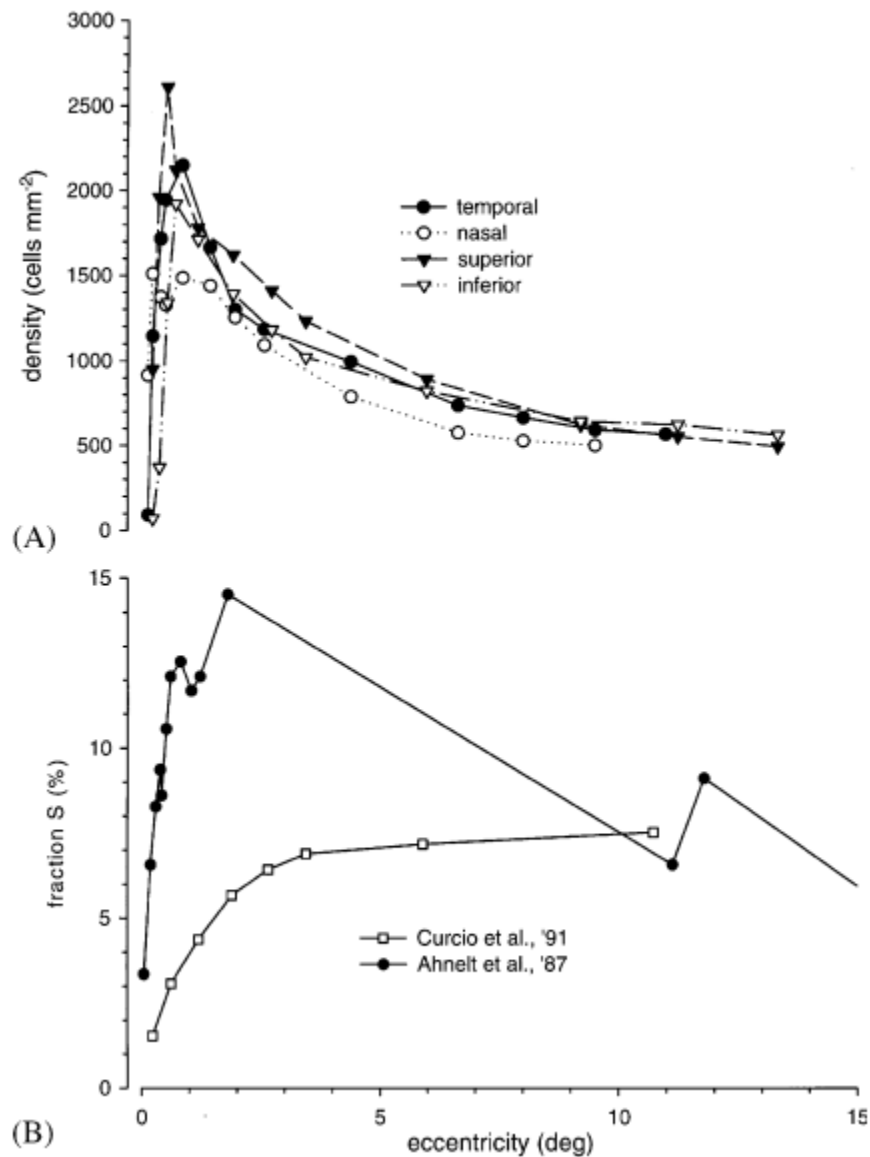 3000
2500
2000
1500
1000
500
0
density (cells mm-2)
temporal
nasal
superior
inferior
(A)
15
10
5
0
fraction S (%)
Curcio et al., '91
Ahnelt et al., '87
0 5 10 15
eccentricity (deg)
(B)